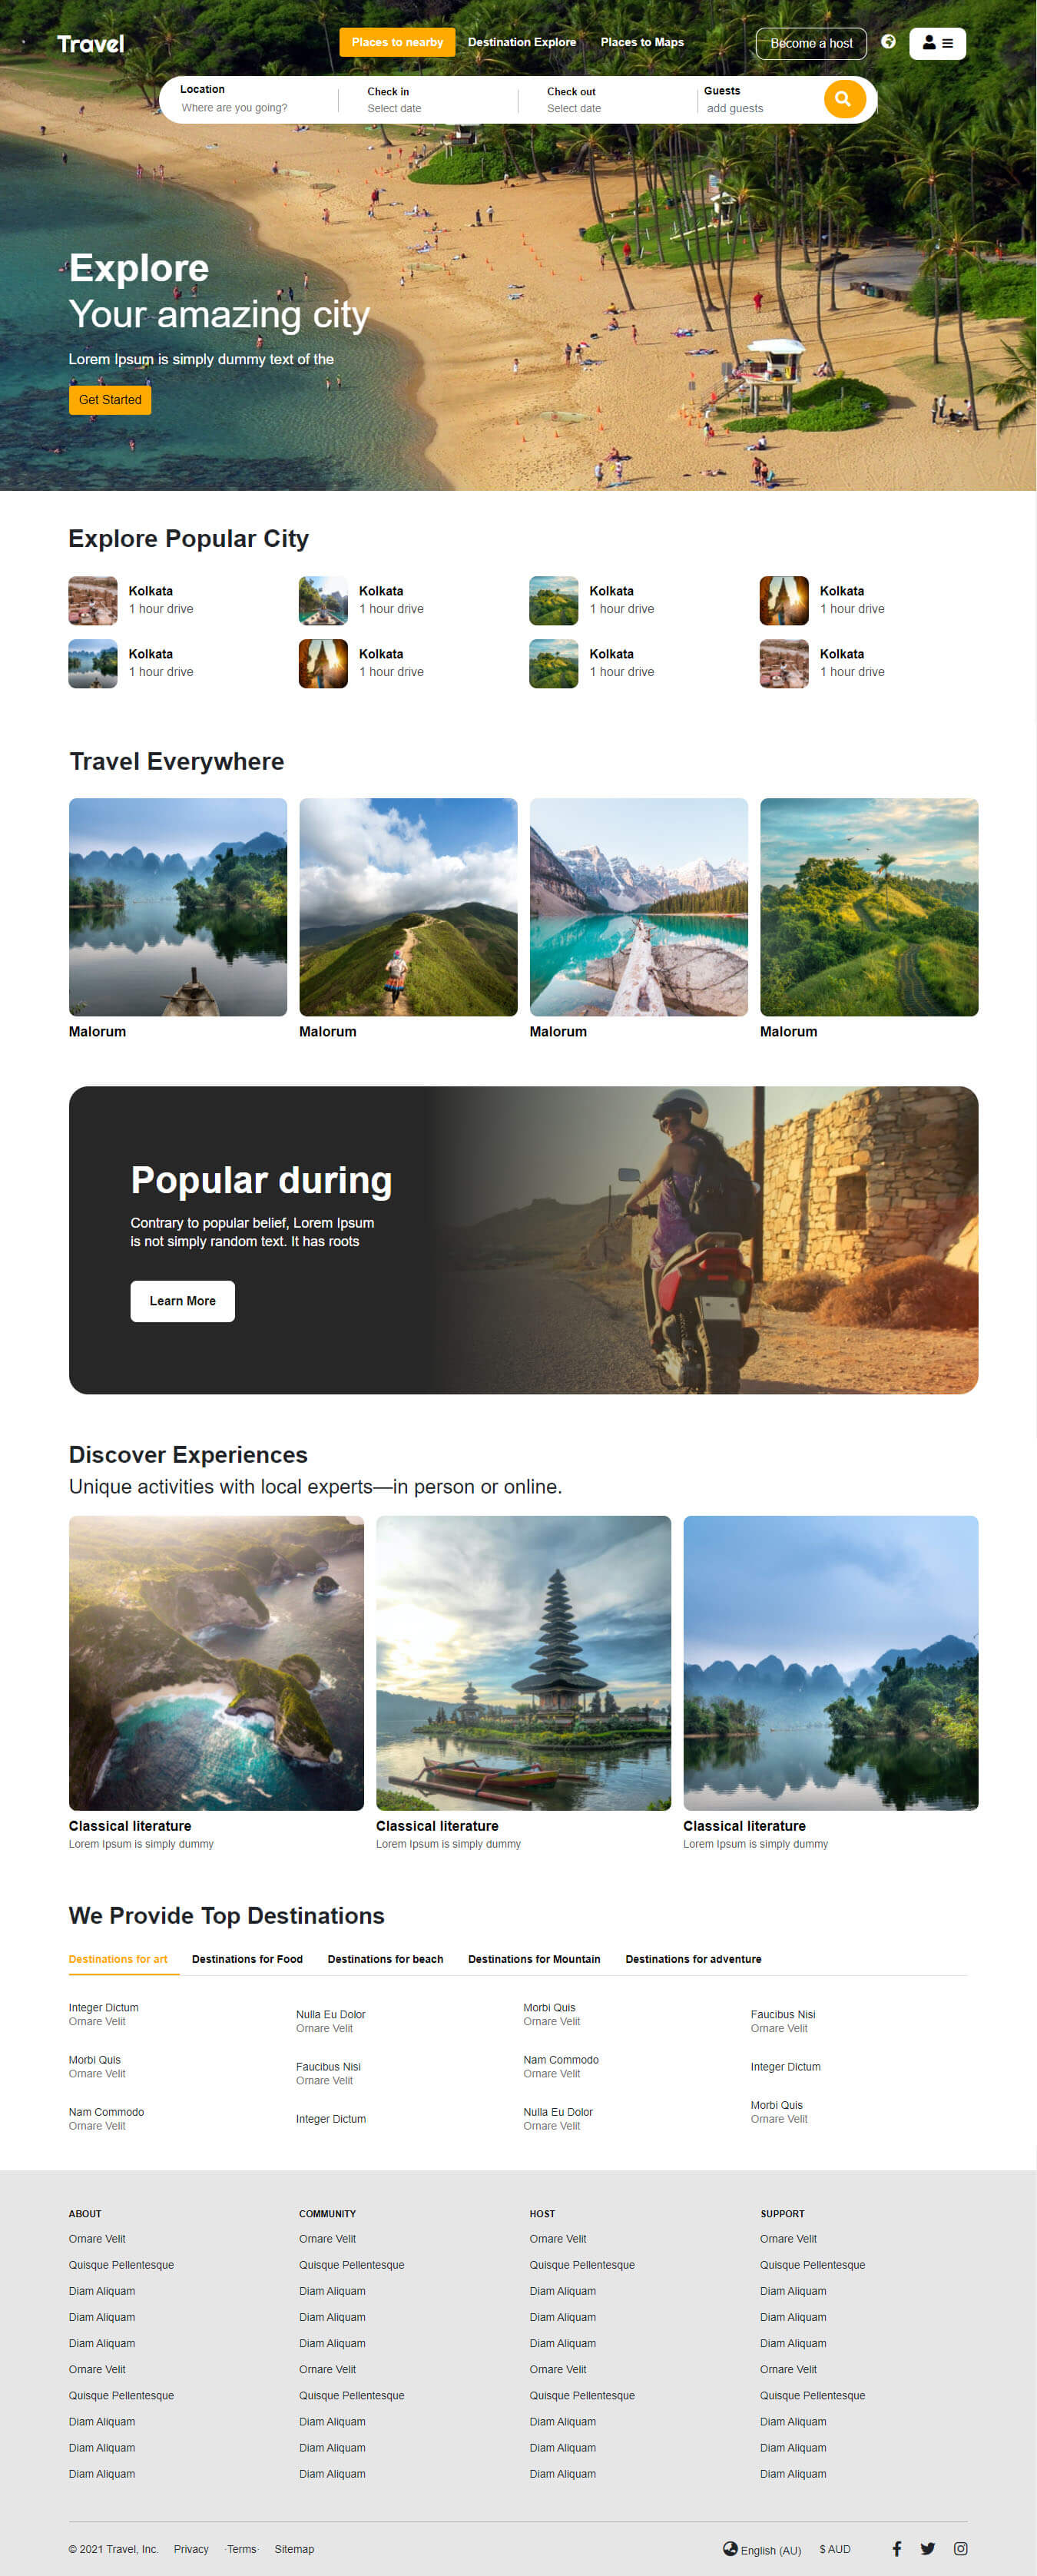 Travel
Places to nearby
Destination Explore
Places to Maps
Become a host
Location
Where are you going?
Check in
Select date
Check out
Select date
Guests
add guests
Explore
Your amazing city
Lorem Ipsum is simply dummy text of the
Get Started
Explore Popular City
Kolkata
1 hour drive
Kolkata
1 hour drive
Kolkata
1 hour drive
Kolkata
1 hour drive
Kolkata
1 hour drive
Kolkata
1 hour drive
Kolkata
1 hour drive
Kolkata
1 hour drive
Travel Everywhere
Malorum
Malorum
Malorum
Malorum
Popular during
Contrary to popular belief, Lorem Ipsum
is not simply random text. It has roots
Learn More
Discover Experiences
Unique activities with local experts—in person or online.
Classical literature
Lorem Ipsum is simply dummy
Classical literature
Lorem Ipsum is simply dummy
Classical literature
Lorem Ipsum is simply dummy
We Provide Top Destinations
Destinations for art
Destinations for Food
Destinations for beach
Destinations for Mountain
Destinations for adventure
Integer Dictum
Ornare Velit
Nulla Eu Dolor
Ornare Velit
Morbi Quis
Ornare Velit
Faucibus Nisi
Ornare Velit
Morbi Quis
Ornare Velit
Faucibus Nisi
Ornare Velit
Nam Commodo
Ornare Velit
Integer Dictum
Nam Commodo
Ornare Velit
Integer Dictum
Nulla Eu Dolor
Ornare Velit
Morbi Quis
Ornare Velit
ABOUT
Ornare Velit
Quisque Pellentesque
Diam Aliquam
Diam Aliquam
Diam Aliquam
Ornare Velit
Quisque Pellentesque
Diam Aliquam
Diam Aliquam
Diam Aliquam
COMMUNITY
Ornare Velit
Quisque Pellentesque
Diam Aliquam
Diam Aliquam
Diam Aliquam
Ornare Velit
Quisque Pellentesque
Diam Aliquam
Diam Aliquam
Diam Aliquam
HOST
Ornare Velit
Quisque Pellentesque
Diam Aliquam
Diam Aliquam
Diam Aliquam
Ornare Velit
Quisque Pellentesque
Diam Aliquam
Diam Aliquam
Diam Aliquam
SUPPORT
Ornare Velit
Quisque Pellentesque
Diam Aliquam
Diam Aliquam
Diam Aliquam
Ornare Velit
Quisque Pellentesque
Diam Aliquam
Diam Aliquam
Diam Aliquam
© 2021 Travel, Inc.
Privacy
·Terms·
Sitemap
English (AU)
$ AUD